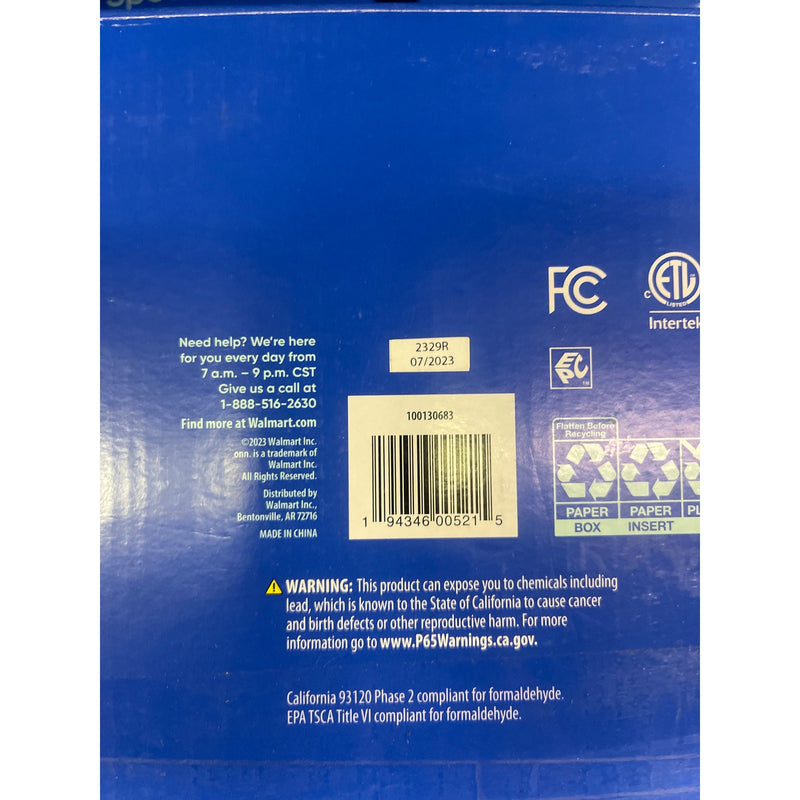 FC
C ETL
LISTED
Intertek
Need help? We're here
for you every day from
7 a.m. – 9 p.m. CST
Give us a call at
1-888-516-2630
Find more at Walmart.com
©2023 Walmart Inc.
onn. is a trademark of
Walmart Inc.
All Rights Reserved.
Distributed by
Walmart Inc.,
Bentonville, AR 72716
MADE IN CHINA
2329R
07/2023
100130683
1 94346 00521 5
EPC TM
Flatten Before
Recycling
PAPER
BOX
PAPER
INSERT
PL
⚠ WARNING: This product can expose you to chemicals including
lead, which is known to the State of California to cause cancer
and birth defects or other reproductive harm. For more
information go to www.P65Warnings.ca.gov.
California 93120 Phase 2 compliant for formaldehyde.
EPA TSCA Title VI compliant for formaldehyde.